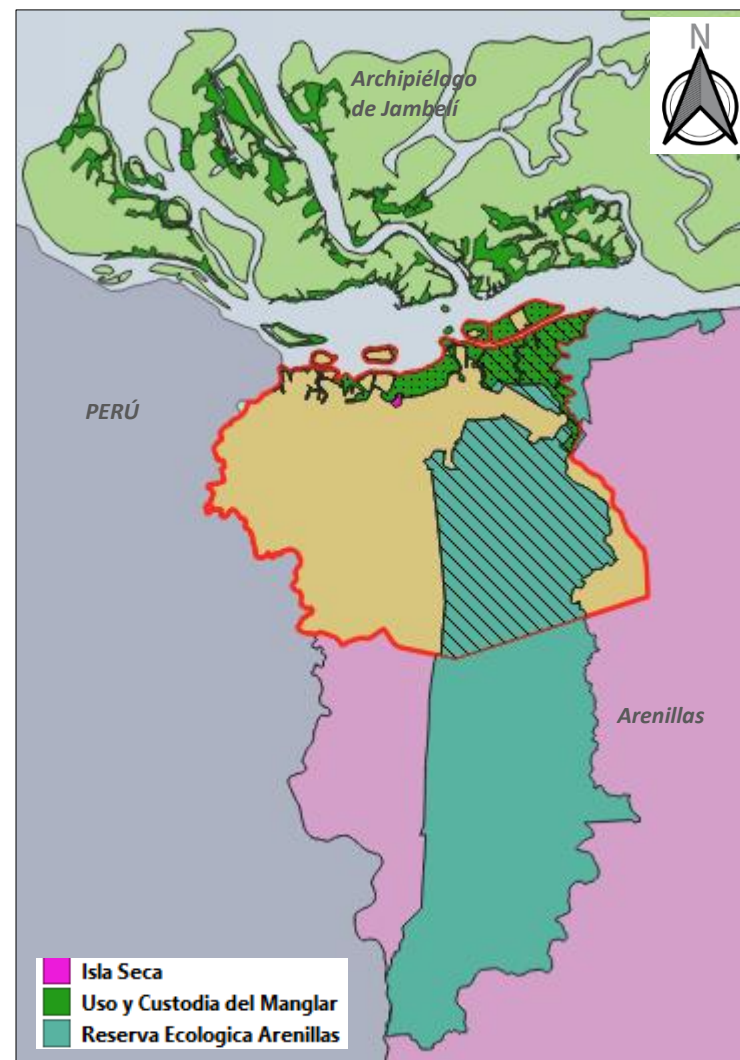 N
Archipiélago
de Jambelí
PERÚ
Arenillas
Isla Seca
Uso y Custodia del Manglar
Reserva Ecologica Arenillas